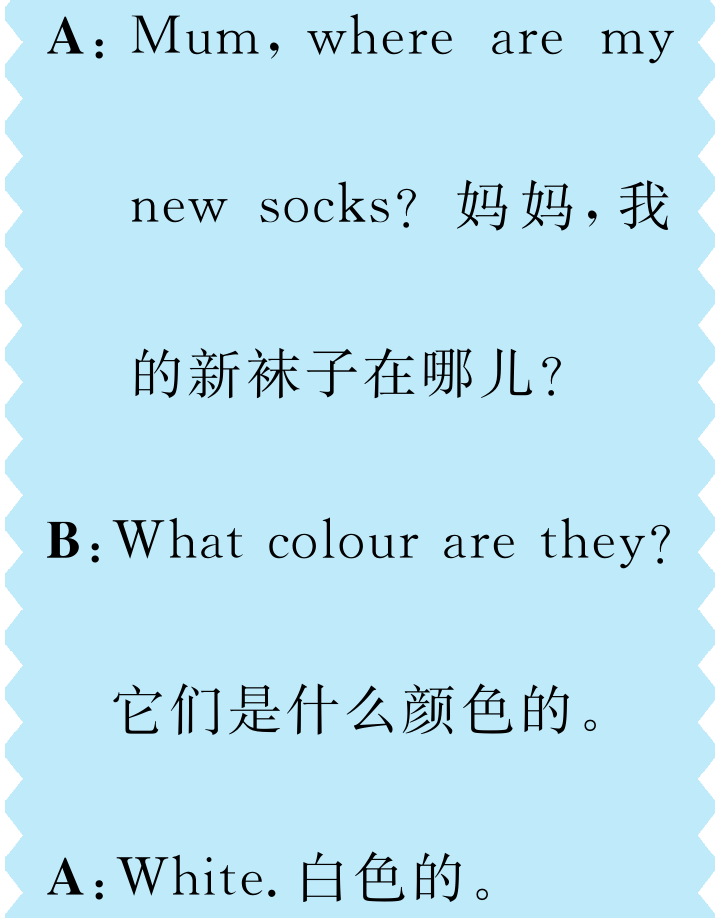 A: Mum, where are my
new socks? 妈妈,我
的新袜子在哪儿?
B: What colour are they?
它们是什么颜色的。
A: White. 白色的。